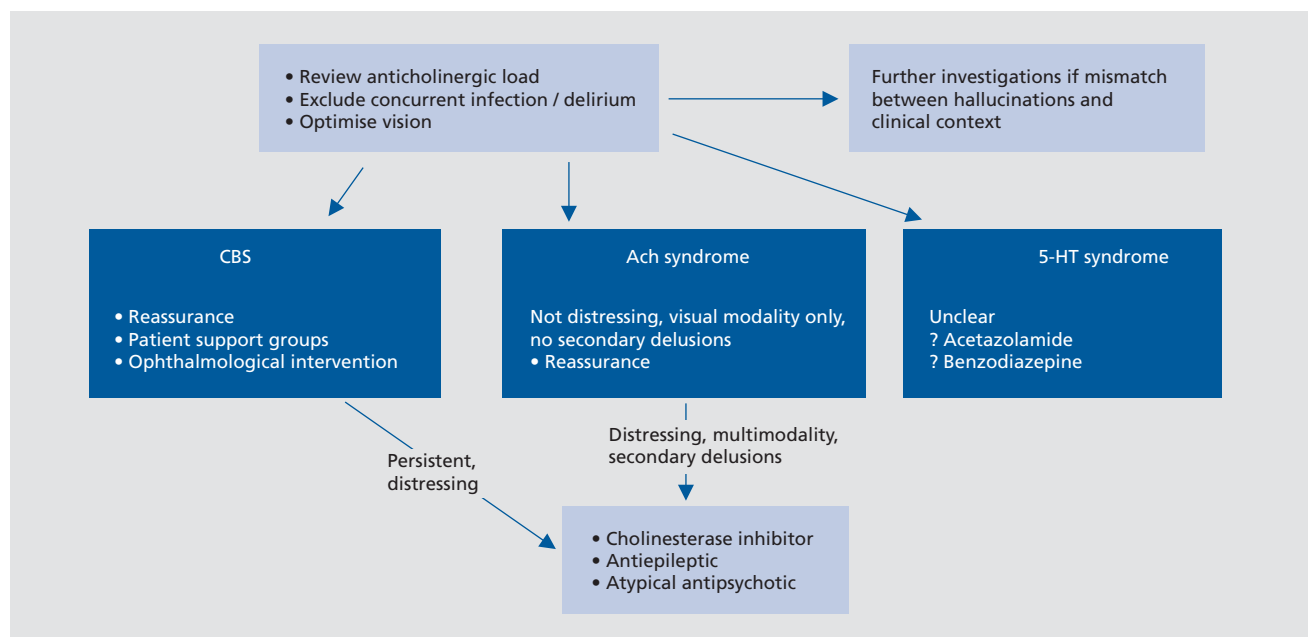 • Review anticholinergic load
• Exclude concurrent infection / delirium
• Optimise vision
Further investigations if mismatch
between hallucinations and
clinical context
CBS
• Reassurance
• Patient support groups
• Ophthalmological intervention
Ach syndrome
Not distressing, visual modality only,
no secondary delusions
• Reassurance
5-HT syndrome
Unclear
? Acetazolamide
? Benzodiazepine
Persistent,
distressing
Distressing, multimodality,
secondary delusions
• Cholinesterase inhibitor
• Antiepileptic
• Atypical antipsychotic